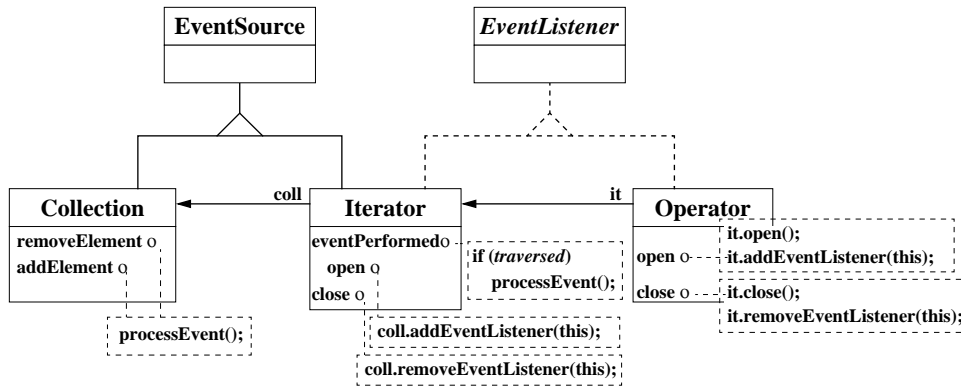 EventSource
EventListener
coll
it
Collection
Iterator
Operator
removeElement o
addElement o
processEvent();
eventPerformedo
open o
close o
if (traversed)
processEvent();
coll.addEventListener(this);
coll.removeEventListener(this);
open o
close o
it.open();
it.addEventListener(this);
it.close();
it.removeEventListener(this);